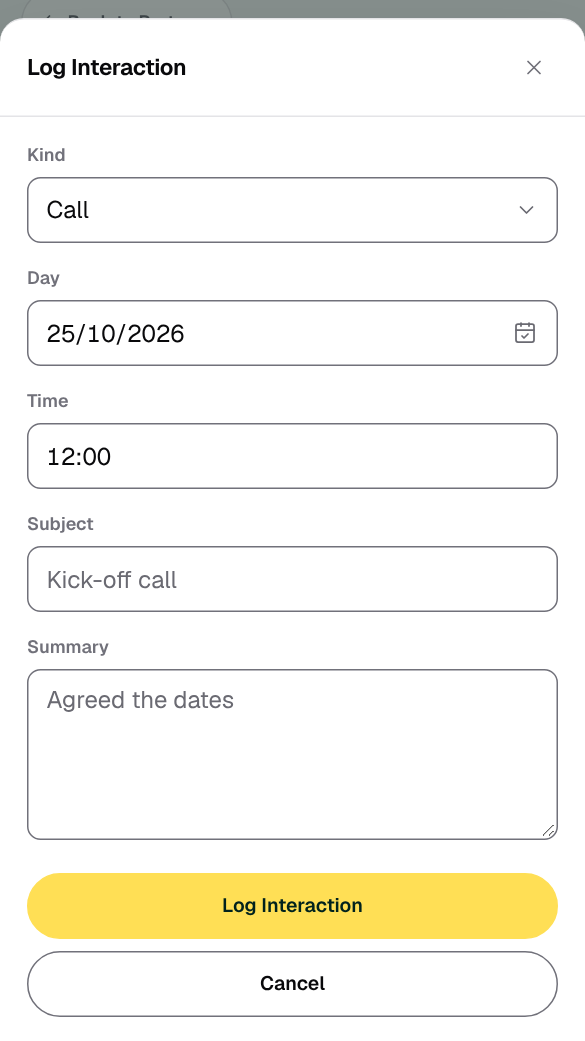 Log Interaction
Kind
Call
Day
25/10/2026
Time
12:00
Subject
Kick-off call
Summary
Agreed the dates
Log Interaction
Cancel